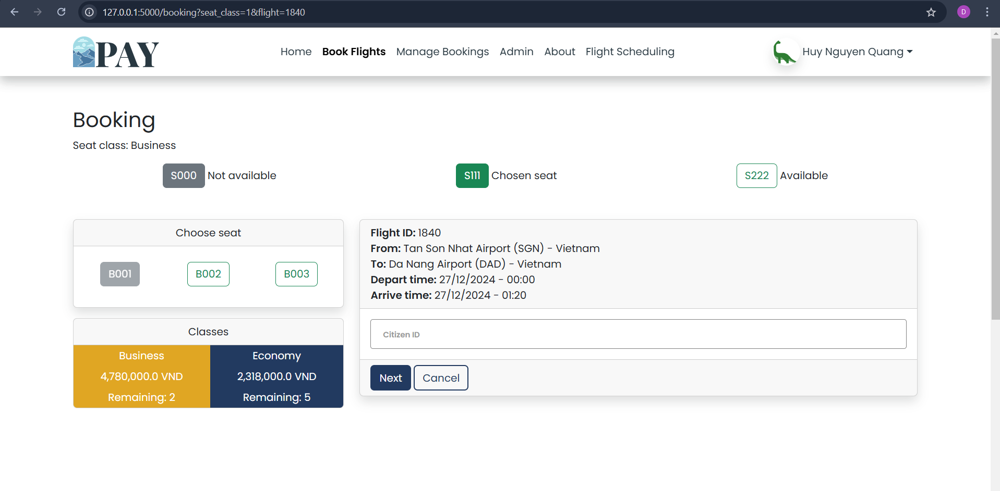 127.0.0.1:5000/booking?seat_class=1&flight=1840
D
PAY
Home Book Flights Manage Bookings Admin About Flight Scheduling
Huy Nguyen Quang
Booking
Seat class: Business
S000 Not available
S111 Chosen seat
S222 Available
Choose seat
B001 B002 B003
Classes
Business
4,780,000.0 VND
Remaining: 2
Economy
2,318,000.0 VND
Remaining: 5
Flight ID: 1840
From: Tan Son Nhat Airport (SGN) - Vietnam
To: Da Nang Airport (DAD) - Vietnam
Depart time: 27/12/2024 - 00:00
Arrive time: 27/12/2024 - 01:20
Citizen ID
Next Cancel